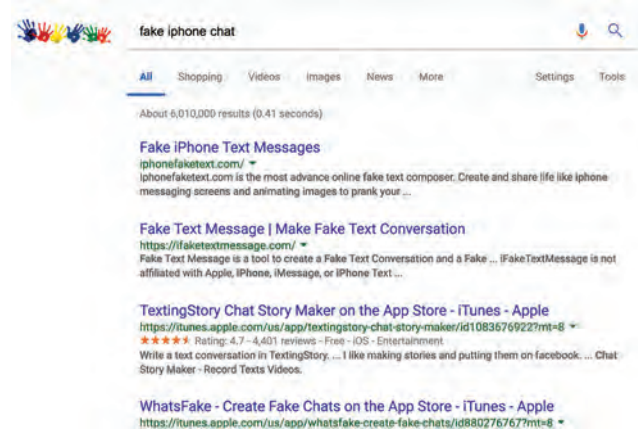 fake iphone chat
All Shopping Videos Images News More Settings Tools
About 6,010,000 results (0.41 seconds)
Fake iPhone Text Messages
iphonefaketext.com/
Iphonefaketext.com is the most advance online fake text composer. Create and share life like iphone
messaging screens and animating images to prank your ...
Fake Text Message | Make Fake Text Conversation
https://ifaketextmessage.com/
Fake Text Message is a tool to create a Fake Text Conversation and a Fake ... iFakeTextMessage is not
affiliated with Apple, iPhone, iMessage, or iPhone Text ...
TextingStory Chat Story Maker on the App Store - iTunes - Apple
https://itunes.apple.com/us/app/textingstory-chat-story-maker/id1083676922?mt=8
Rating: 4.7 - 4,401 reviews - Free - iOS - Entertainment
Write a text conversation in TextingStory. ... I like making stories and putting them on facebook. ... Chat
Story Maker - Record Texts Videos.
WhatsFake - Create Fake Chats on the App Store - iTunes - Apple
https://itunes.apple.com/us/app/whatsfake-create-fake-chats/id880276767?mt=8